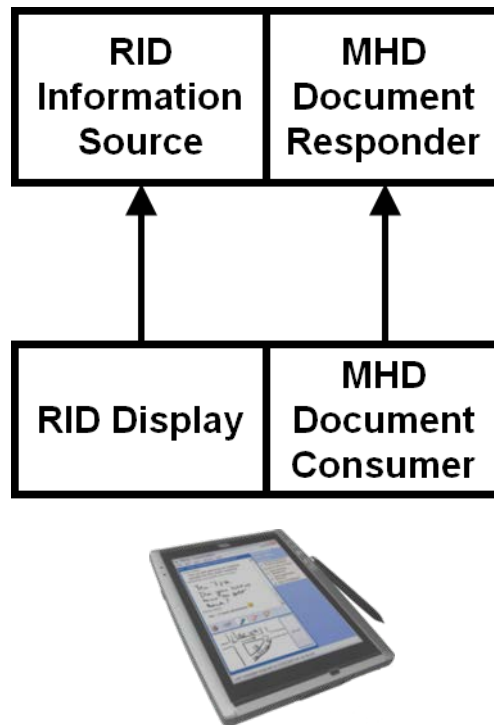 RID
Information
Source
MHD
Document
Responder
RID Display
MHD
Document
Consumer